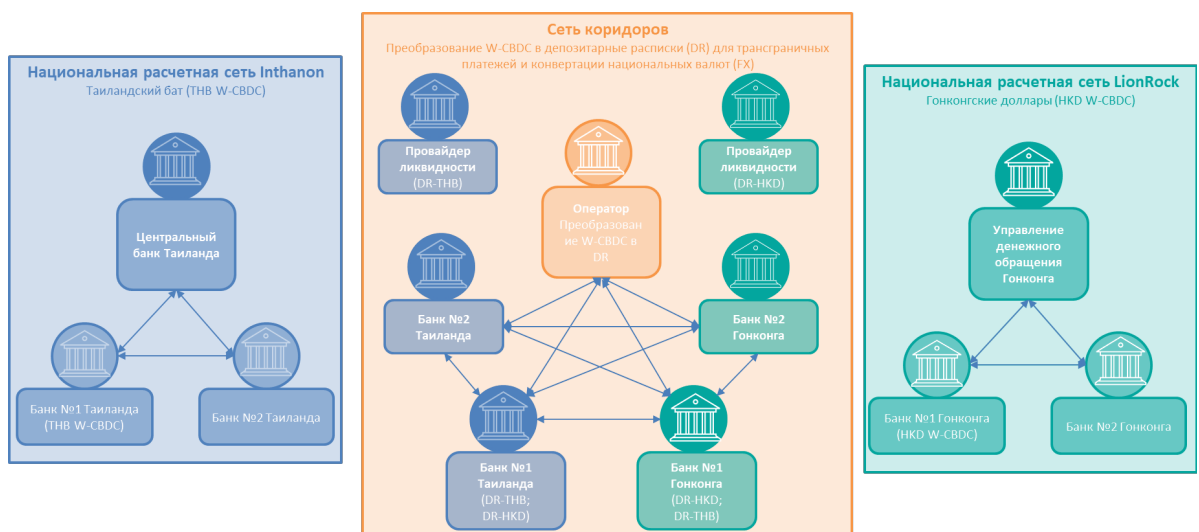 Национальная расчетная сеть Inthanon
Таиландский бат (THB W-CBDC)
Центральный
банк Таиланда
Банк №1 Таиланда
(THB W-CBDC)
Банк №2 Таиланда
Сеть коридоров
Преобразование W-CBDC в депозитарные расписки (DR) для трансграничных
платежей и конвертации национальных валют (FX)
Провайдер
ликвидности
(DR-THB)
Провайдер
ликвидности
(DR-HKD)
Оператор
Преобразован
ие W-CBDC в
DR
Банк №2
Таиланда
Банк №2
Гонконга
Банк №1
Таиланда
(DR-THB;
DR-HKD)
Банк №1
Гонконга
(DR-HKD;
DR-THB)
Национальная расчетная сеть LionRock
Гонконгские доллары (HKD W-CBDC)
Управление
денежного
обращения
Гонконга
Банк №1 Гонконга
(HKD W-CBDC)
Банк №2 Гонконга